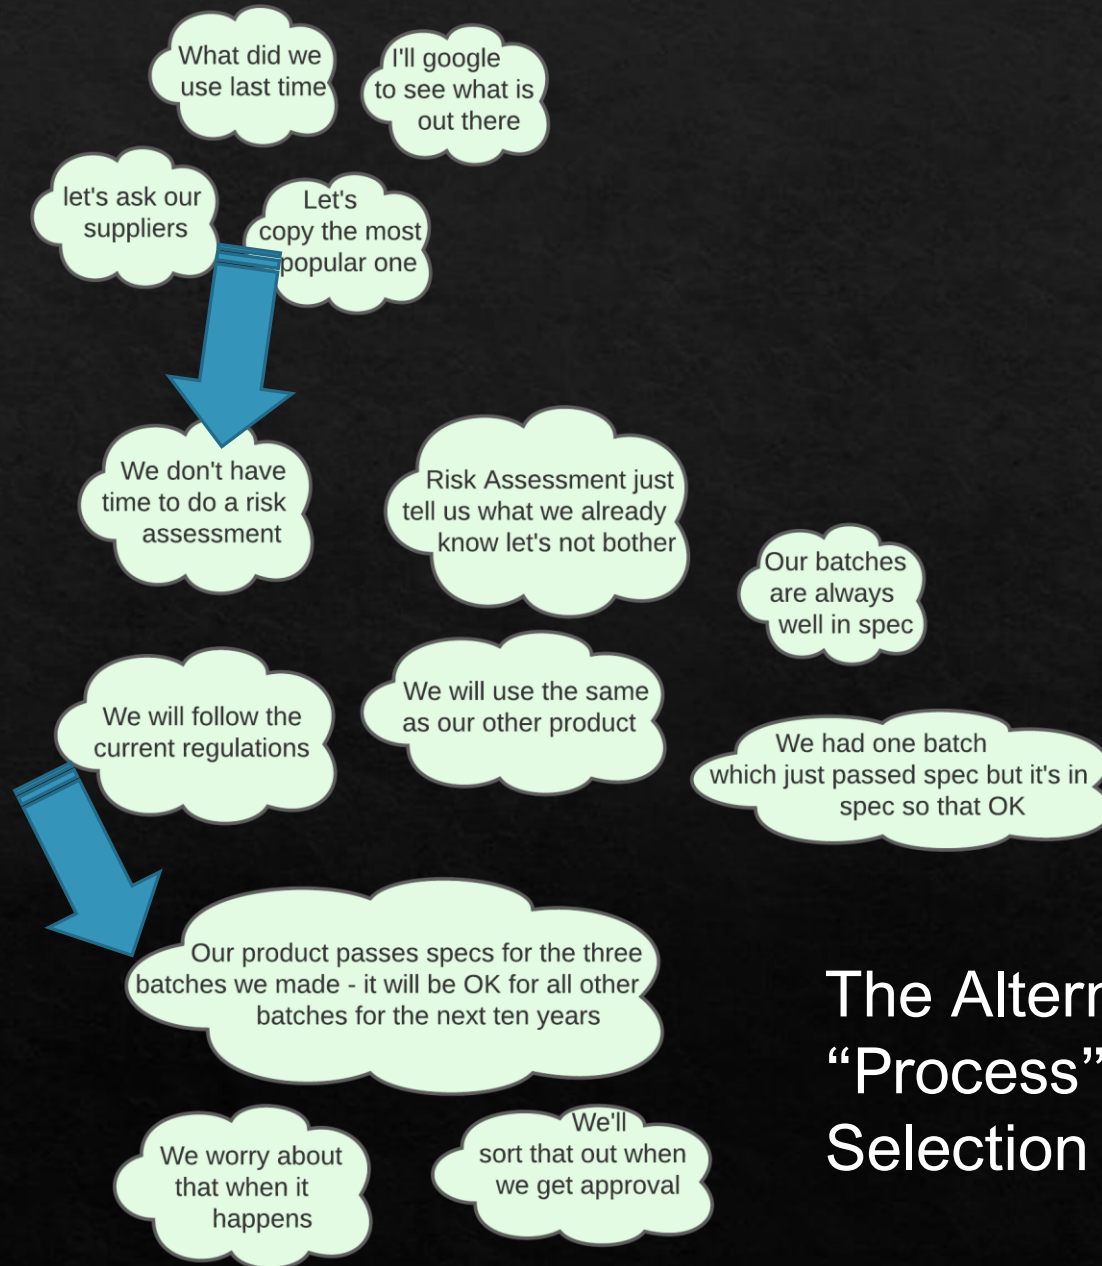 What did we
use last time
I'll google
to see what is
out there
let's ask our
suppliers
Let's
copy the most
popular one
We don't have
time to do a risk
assessment
Risk Assessment just
tell us what we already
know let's not bother
Our batches
are always
well in spec
We will follow the
current regulations
We will use the same
as our other product
We had one batch
which just passed spec but it's in
spec so that OK
Our product passes specs for the three
batches we made - it will be OK for all other
batches for the next ten years
The
“Process”
Selection
We worry about
that when it
happens
We'll
sort that out when
we get approval